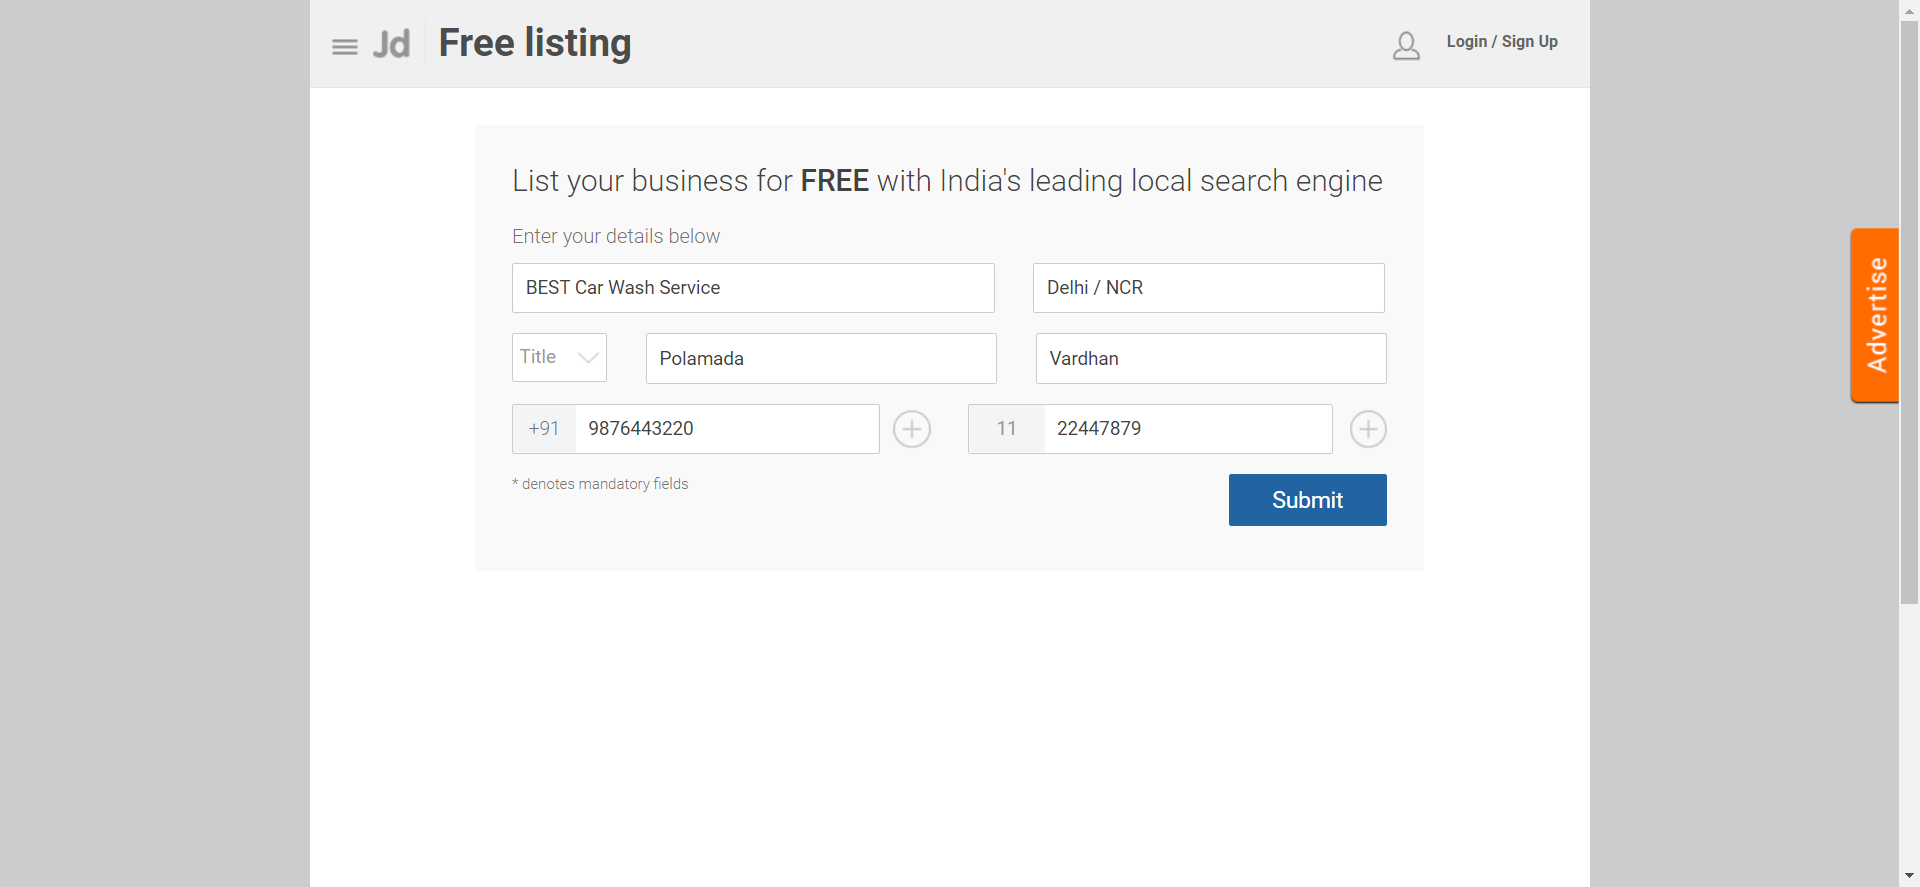 Jd Free listing Login / Sign Up
List your business for FREE with India's leading local search engine
Enter your details below
BEST Car Wash Service Delhi / NCR
Title Polamada Vardhan
+91 9876443220 11 22447879
* denotes mandatory fields
Submit
Advertise